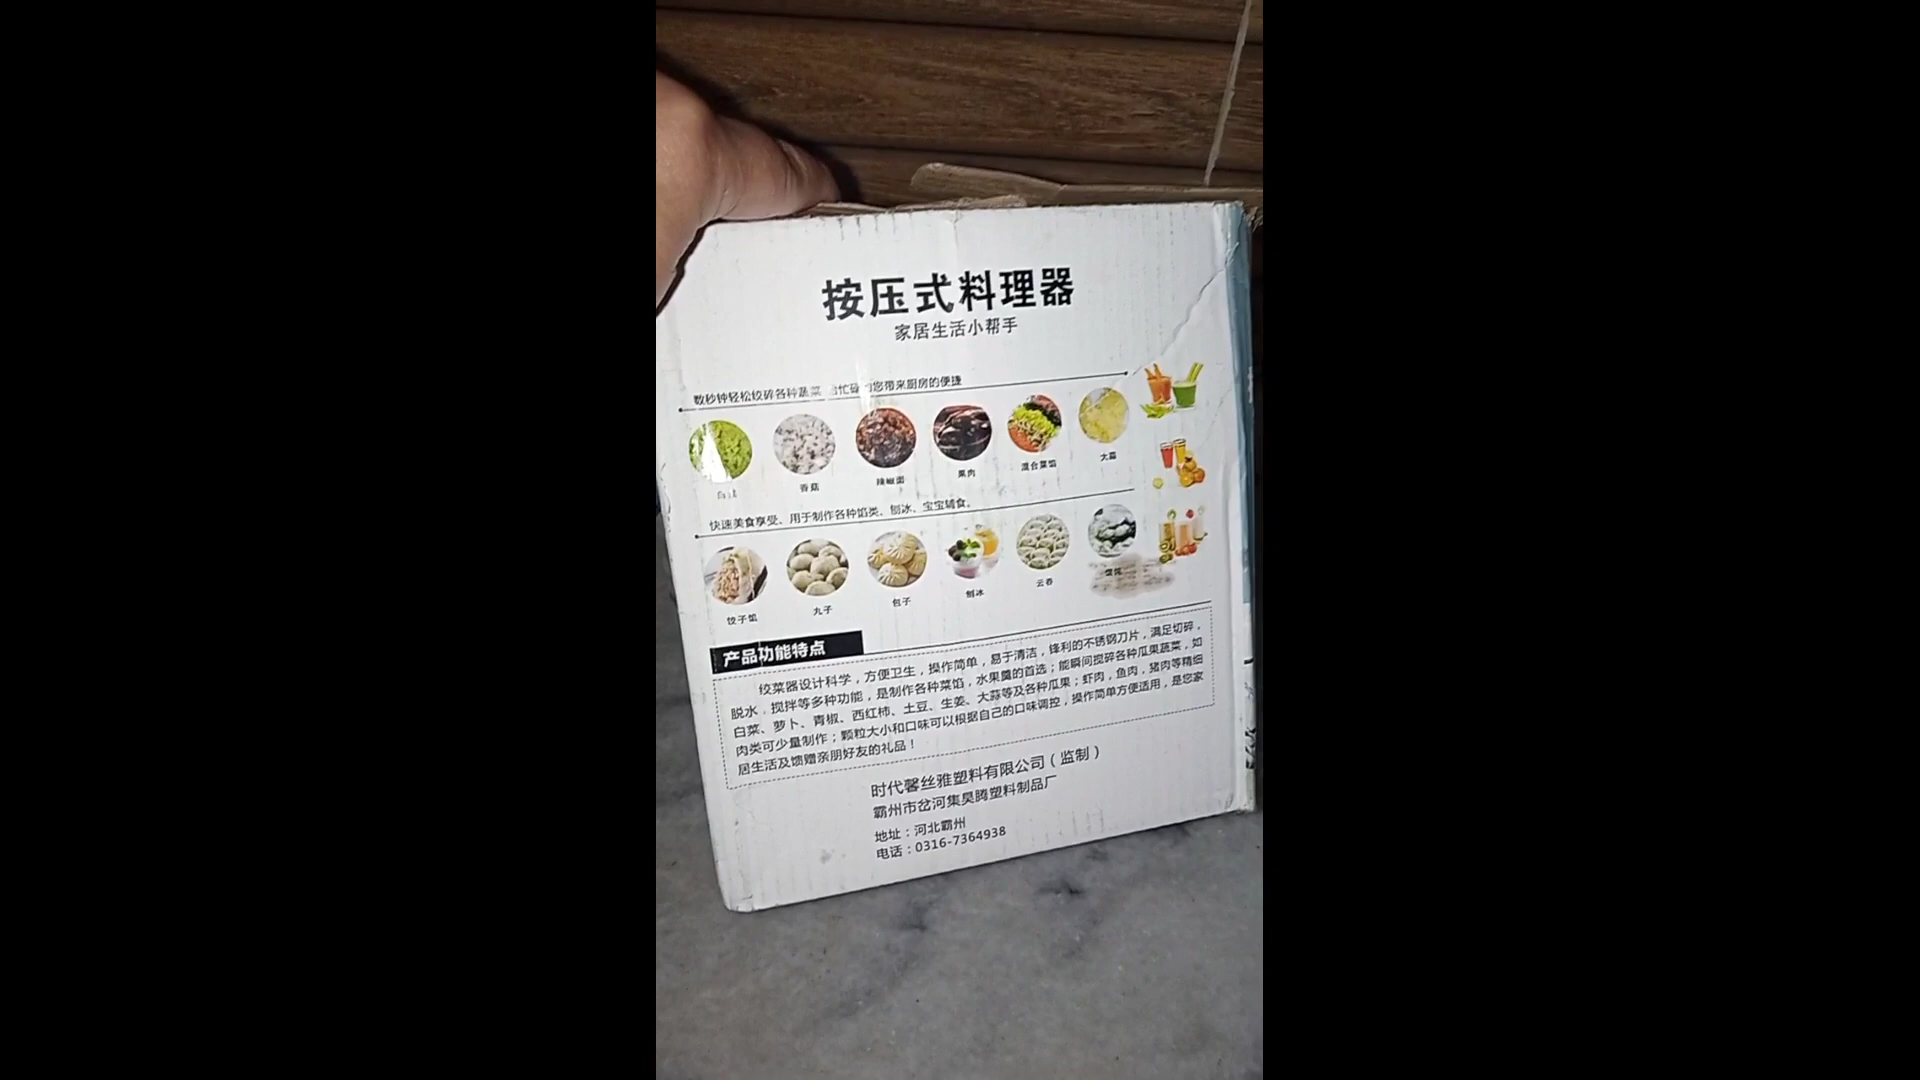 按压式料理器
家居生活小帮手
数秒钟轻松绞碎各种蔬菜 给忙碌的您带来厨房的便捷
香菇
辣椒面
果肉
混合菜馅
大蒜
快速美食享受、用于制作各种馅类、刨冰、宝宝辅食。
饺子馅
丸子
包子
刨冰
云吞
产品功能特点
绞菜器设计科学，方便卫生，操作简单，易于清洁，锋利的不锈钢刀片，满足切碎，
脱水，搅拌等多种功能，是制作各种菜馅，水果羹的首选；能瞬间搅碎各种瓜果蔬菜，如
白菜、萝卜、青椒、西红柿、土豆、生姜、大蒜等及各种瓜果；虾肉，鱼肉，猪肉等精细
肉类可少量制作；颗粒大小和口味可以根据自己的口味调控，操作简单方便适用，是您家
居生活及馈赠亲朋好友的礼品！
时代馨丝雅塑料有限公司（监制）
霸州市岔河集昊腾塑料制品厂
地址：河北霸州
电话：0316-7364938